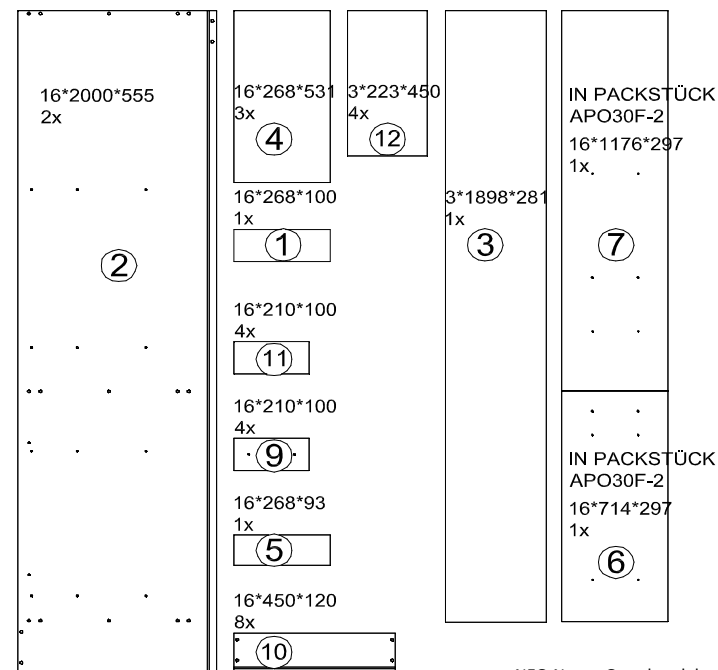 16*2000*555
2x
2
16*268*531
3x
4
3*223*450
4x
12
16*268*100
1x
1
16*210*100
4x
11
16*210*100
4x
9
16*268*93
1x
5
16*450*120
8x
10
3*1898*281
1x
3
IN PACKSTÜCK
APO30F-2
16*1176*297
1x
7
IN PACKSTÜCK
APO30F-2
16*714*297
1x
6